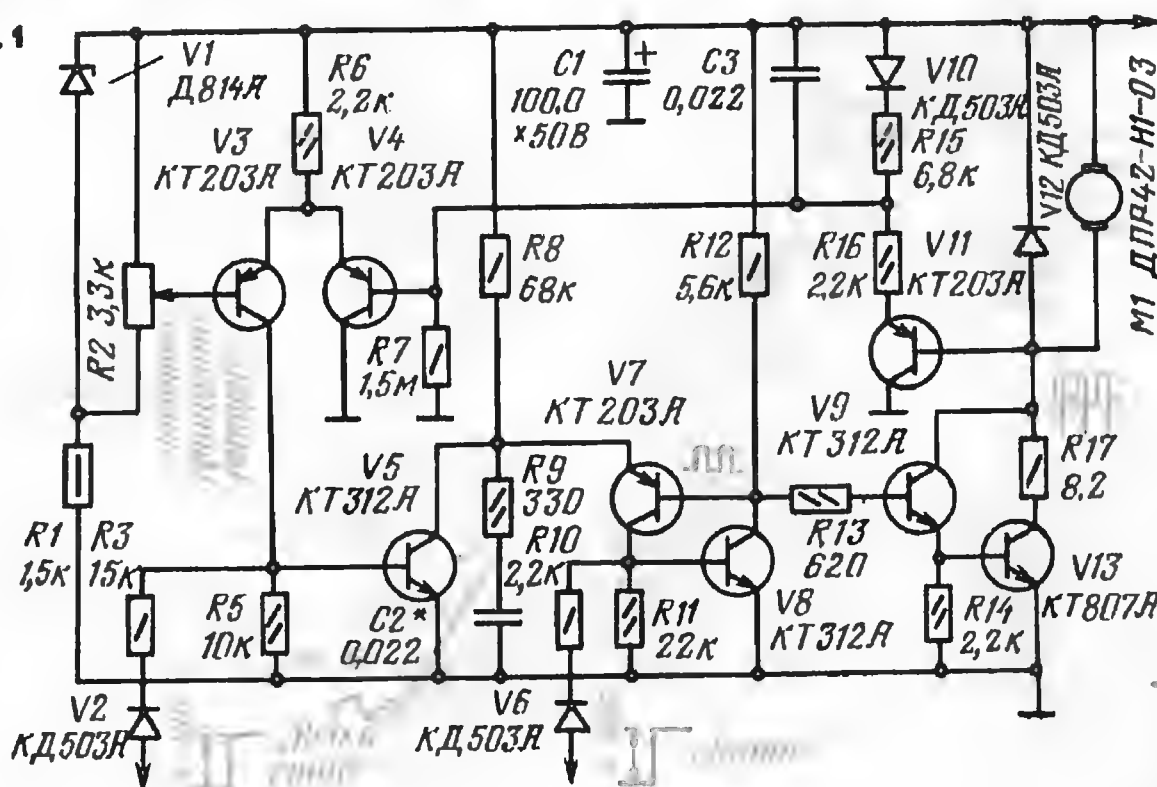 .1
V1
Д814А
R6
2,2к
V3
КТ203А
V4
КТ203А
C1
100,0
×50В
+
C3
0,022
V10
КД503А
R15
6,8к
V12 КД503А
М1 ДПР42-Н1-03
R2 3,3к
R8
68к
R12
5,6к
R16
2,2к
V11
КТ203А
R7
1,5м
V7
КТ203А
V9
КТ312А
R17
8,2
V5
КТ312А
R9
330
R13
620
R1
1,5к
R3
15к
R10
2,2к
R5
10к
C2*
0,022
R11
22к
V8
КТ312А
R14
2,2к
V13
КТ807А
V2
КД503А
V6
КД503А